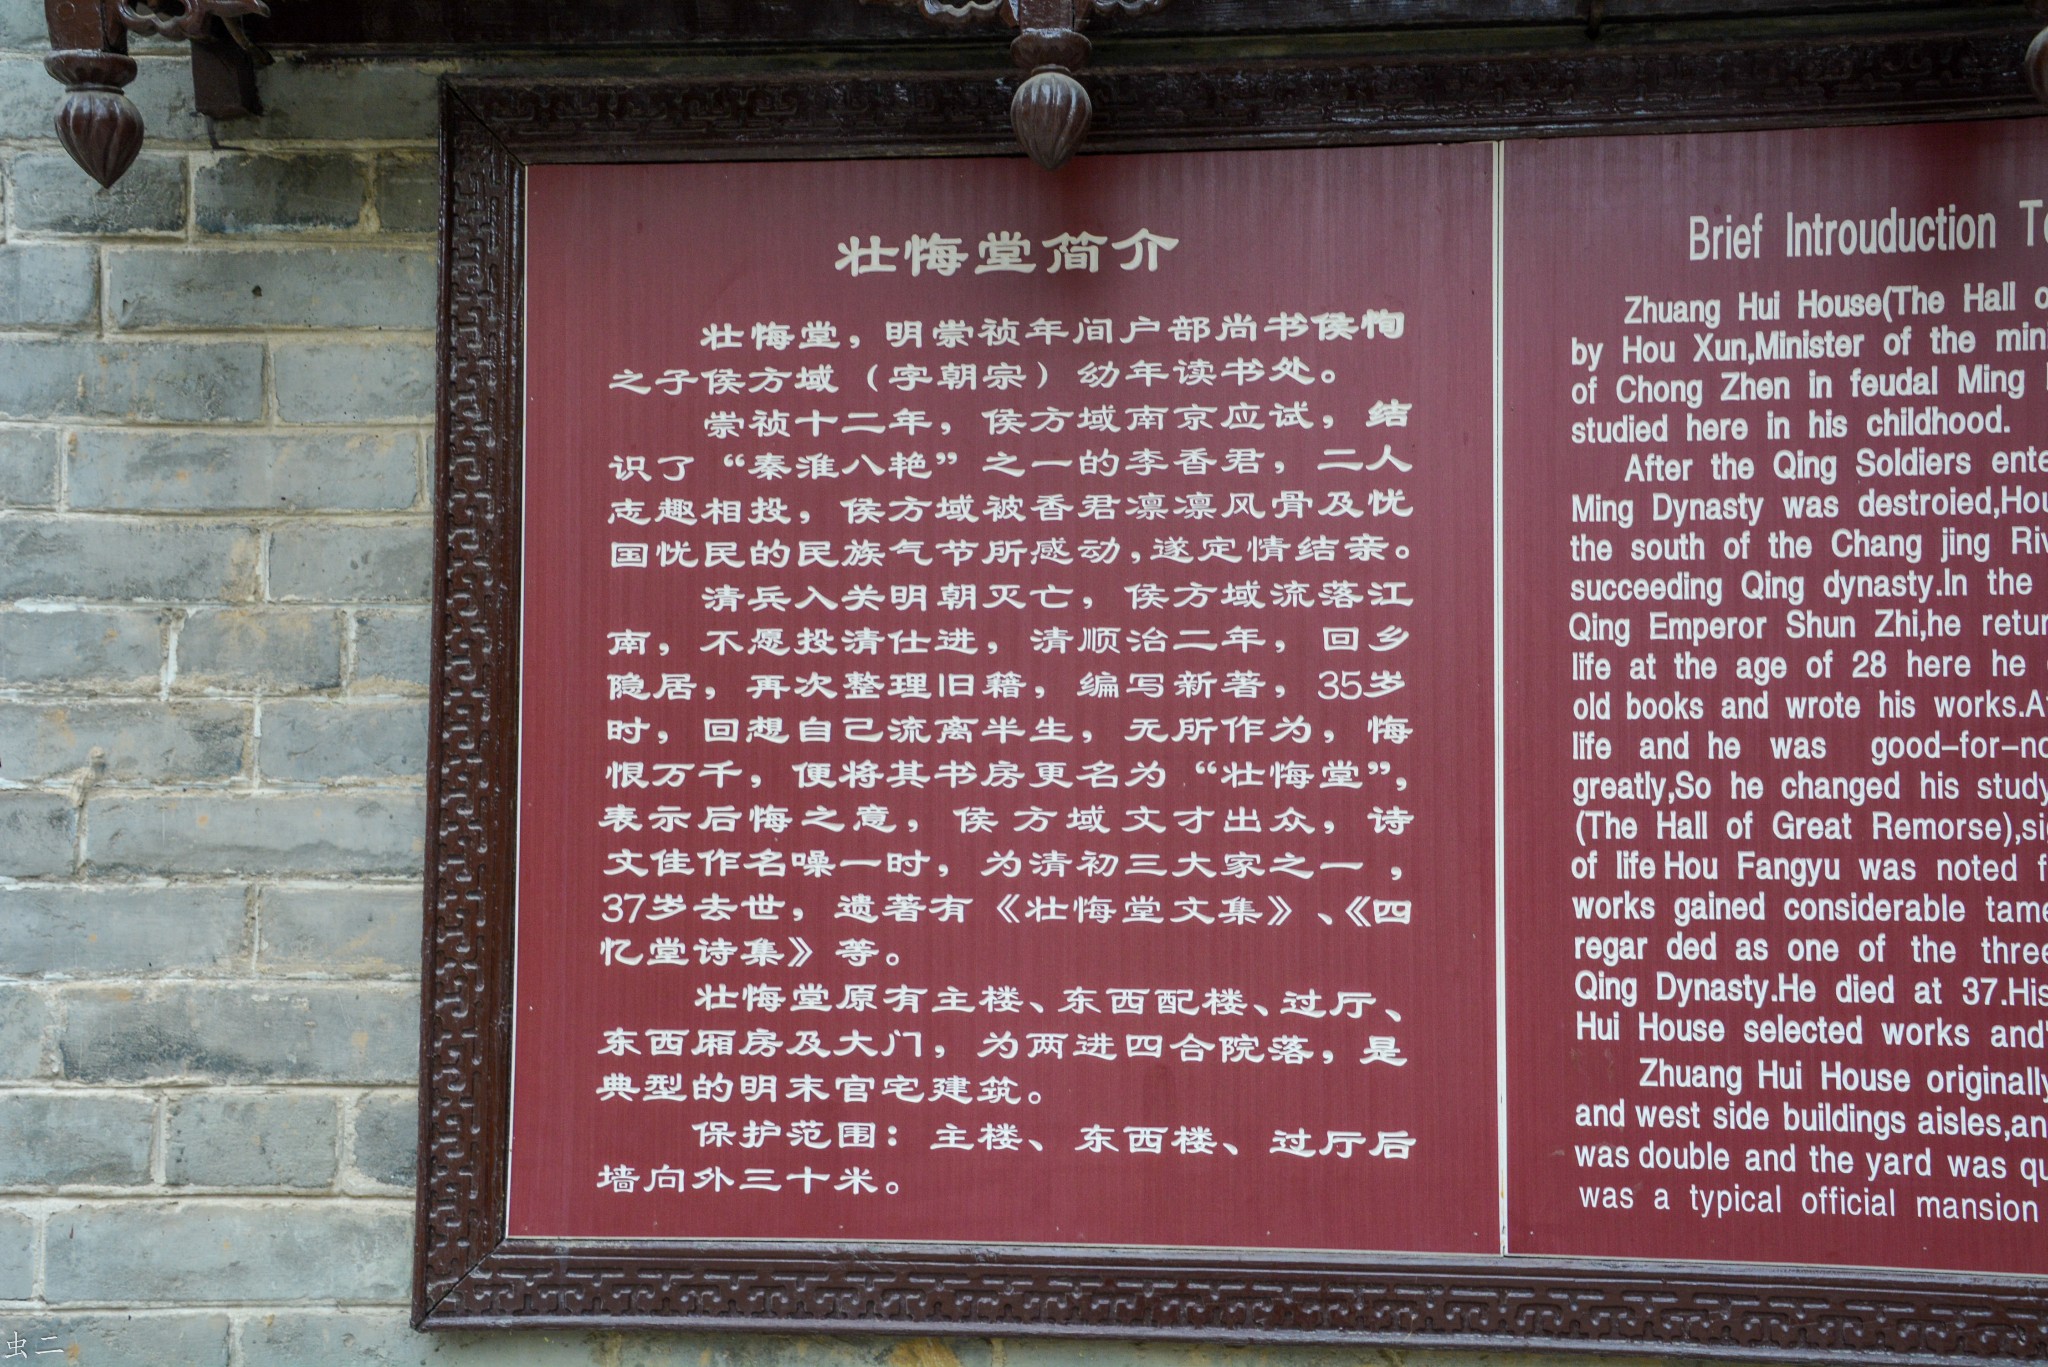 壮悔堂简介
壮悔堂，明崇祯年间户部尚书侯恂
之子侯方域（字朝宗）幼年读书处。
崇祯十二年，侯方域南京应试，结
识了“秦淮八艳”之一的李香君，二人
志趣相投，侯方域被香君凛凛风骨及忧
国忧民的民族气节所感动,遂定情结亲。
清兵入关明朝灭亡，侯方域流落江
南，不愿投清仕进，清顺治二年，回乡
隐居，再次整理旧籍，编写新著，35岁
时，回想自己流离半生，无所作为，悔
恨万千，便将其书房更名为“壮悔堂”，
表示后悔之意，侯方域文才出众，诗
文佳作名噪一时，为清初三大家之一，
37岁去世，遗著有《壮悔堂文集》、《四
忆堂诗集》等。
壮悔堂原有主楼、东西配楼、过厅、
东西厢房及大门，为两进四合院落，是
典型的明末官宅建筑。
保护范围：主楼、东西楼、过厅后
墙向外三十米。
Brief Introuduction
Zhuang Hui House(The Hall
by Hou Xun,Minister of the
of Chong Zhen in feudal Ming
studied here in his childhood.
After the Qing Soldiers
Ming Dynasty was destroied,
the south of the Chang jing
succeeding Qing dynasty.In the
Qing Emperor Shun Zhi,he
life at the age of 28 here he
old books and wrote his works.
life and he was
greatly,So he changed his study
(The Hall of Great Remorse),
of life Hou Fangyu was noted
works gained considerable
regar ded as one of the three
Qing Dynasty.He died at 37.His
Hui House selected works and"
Zhuang Hui House originally
and west side buildings aisles,
was double and the yard was
was a typical official mansion
虫二